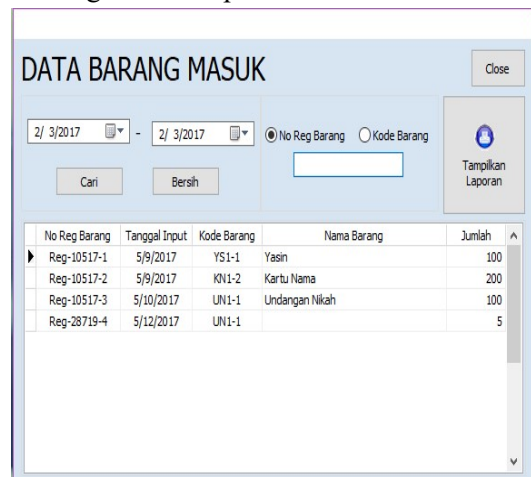 DATA BARANG MASUK
Close
2/ 3/2017 - 2/ 3/2017
No Reg Barang Kode Barang
Cari Bersih
Tampilkan
Laporan
No Reg Barang Tanggal Input Kode Barang Nama Barang Jumlah
Reg-10517-1 5/9/2017 YS1-1 Yasin 100
Reg-10517-2 5/9/2017 KN1-2 Kartu Nama 200
Reg-10517-3 5/10/2017 UN1-1 Undangan Nikah 100
Reg-28719-4 5/12/2017 UN1-1 5